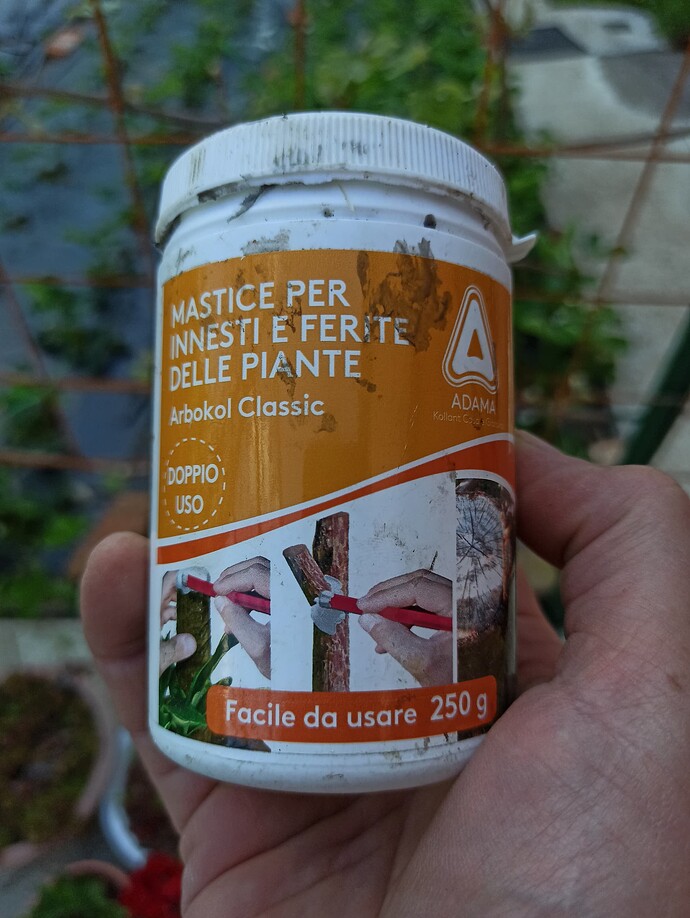 MASTICE PER
INNESTI E FERITE
DELLE PIANTE
Arbokol Classic
ADAMA
DOPPIO
USO
Facile da usare 250 g